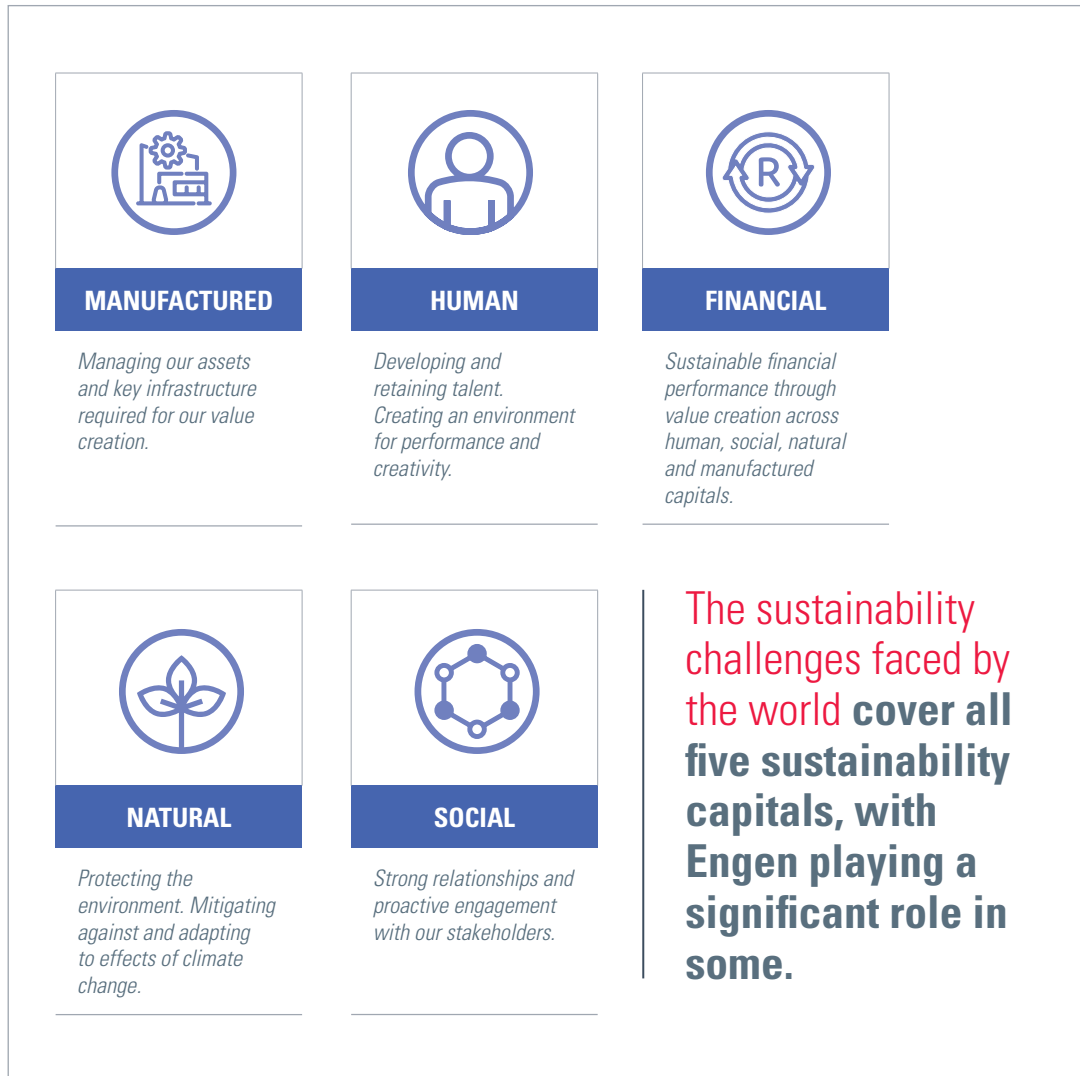 R
MANUFACTURED
Managing our assets
and key infrastructure
required for our value
creation.
HUMAN
Developing and
retaining talent.
Creating an environment
for performance and
creativity.
FINANCIAL
Sustainable financial
performance through
value creation across
human, social, natural
and manufactured
capitals.
NATURAL
Protecting the
environment. Mitigating
against and adapting
to effects of climate
change.
SOCIAL
Strong relationships and
proactive engagement
with our stakeholders.
The sustainability
challenges faced by
the world cover all
five sustainability
capitals, with
Engen playing a
significant role in
some.